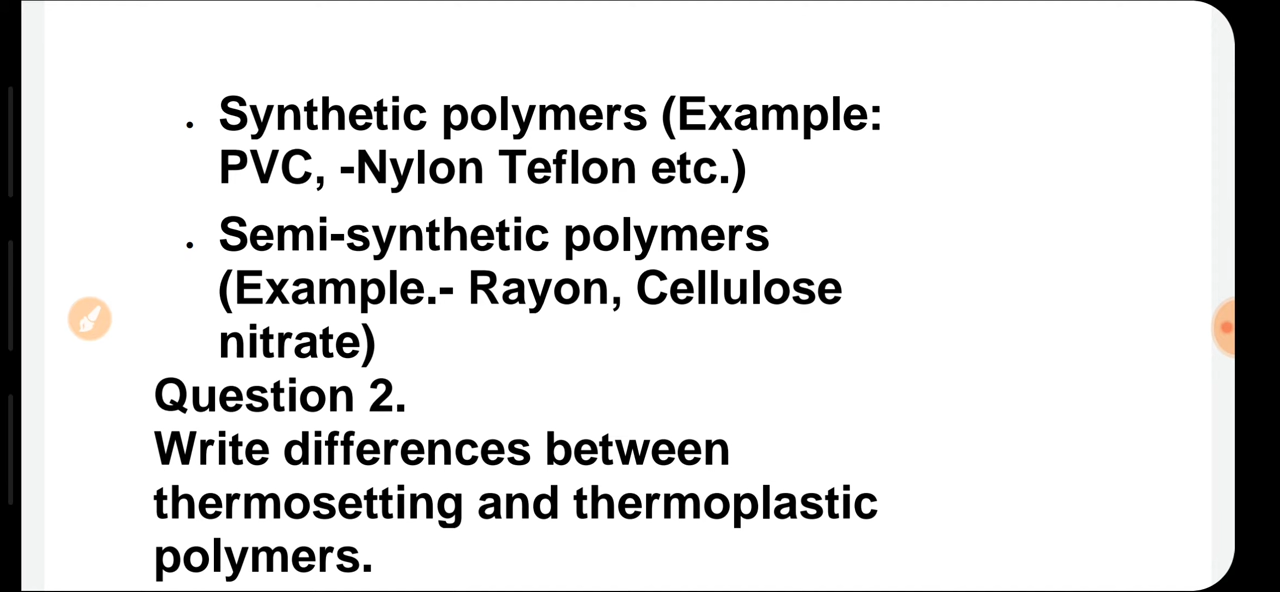 . Synthetic polymers (Example:
PVC, -Nylon Teflon etc.)
. Semi-synthetic polymers
(Example.- Rayon, Cellulose
nitrate)
Question 2.
Write differences between
thermosetting and thermoplastic
polymers.